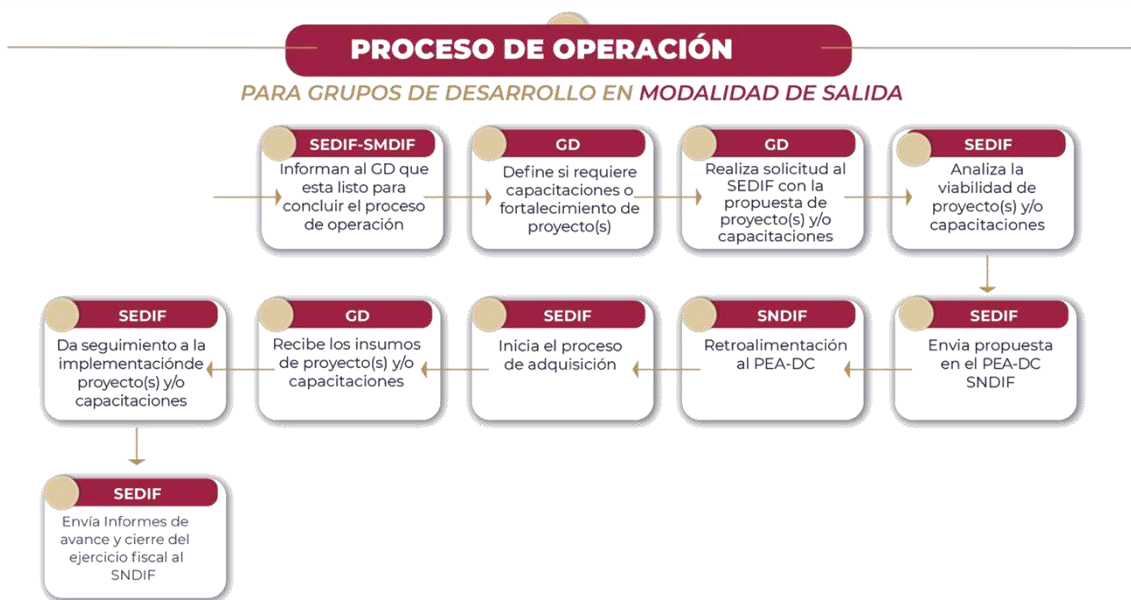 PROCESO DE OPERACIÓN
PARA GRUPOS DE DESARROLLO EN MODALIDAD DE SALIDA
SEDIF-SMDIF
Informan al GD que
esta listo para
concluir el proceso
de operación
GD
Define si requiere
capacitaciones o
fortalecimiento de
proyecto(s)
GD
Realiza solicitud al
SEDIF con la
propuesta de
proyecto(s) y/o
capacitaciones
SEDIF
Analiza la
viabilidad de
proyecto(s) y/o
capacitaciones
SEDIF
Envia propuesta
en el PEA-DC
SNDIF
SNDIF
Retroalimentación
al PEA-DC
SEDIF
Inicia el proceso
de adquisición
GD
Recibe los insumos
de proyecto(s) y/o
capacitaciones
SEDIF
Da seguimiento a la
implementaciónde
proyecto(s) y/o
capacitaciones
SEDIF
Envía Informes de
avance y cierre del
ejercicio fiscal al
SNDIF